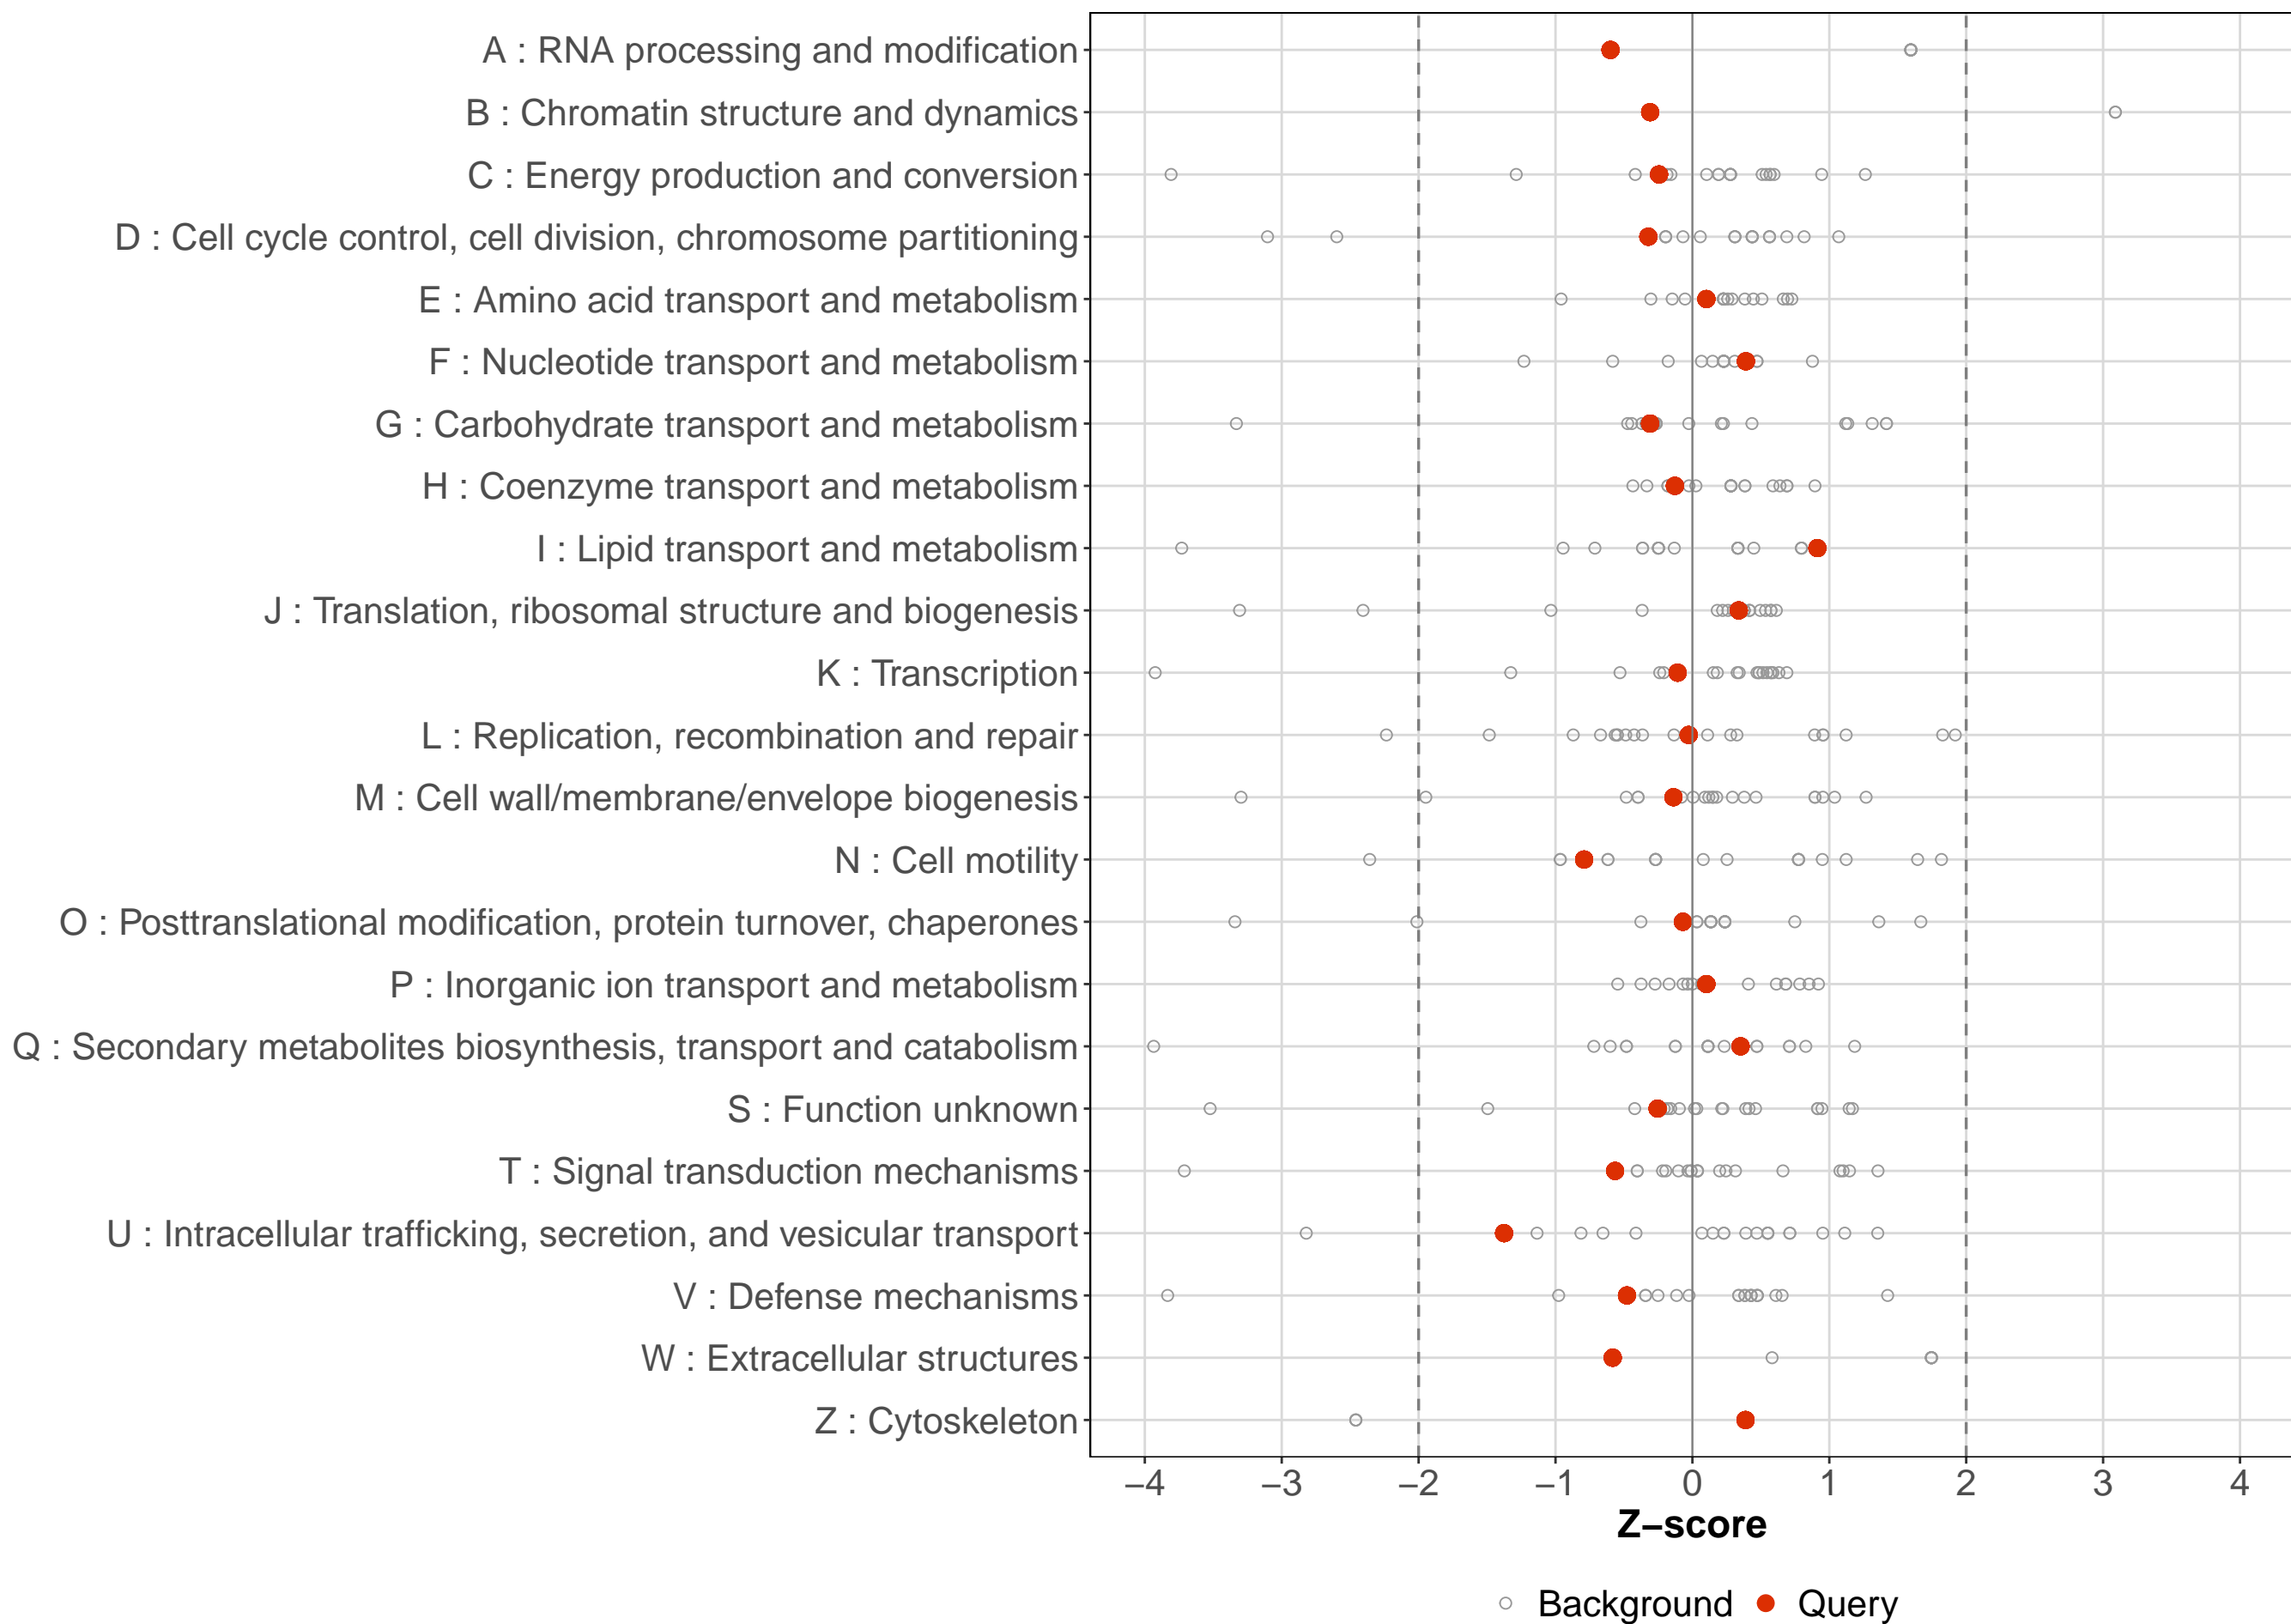 A : RNA processing and modification
B : Chromatin structure and dynamics
C : Energy production and conversion
D : Cell cycle control, cell division, chromosome partitioning
E : Amino acid transport and metabolism
F : Nucleotide transport and metabolism
G : Carbohydrate transport and metabolism
H : Coenzyme transport and metabolism
I : Lipid transport and metabolism
J : Translation, ribosomal structure and biogenesis
K : Transcription
L : Replication, recombination and repair
M : Cell wall/membrane/envelope biogenesis
N : Cell motility
O : Posttranslational modification, protein turnover, chaperones
P : Inorganic ion transport and metabolism
Q : Secondary metabolites biosynthesis, transport and catabolism
S : Function unknown
T : Signal transduction mechanisms
U : Intracellular trafficking, secretion, and vesicular transport
V : Defense mechanisms
W : Extracellular structures
Z : Cytoskeleton
−4 −3 −2 −1 0 1 2 3 4
Z−score
Background Query